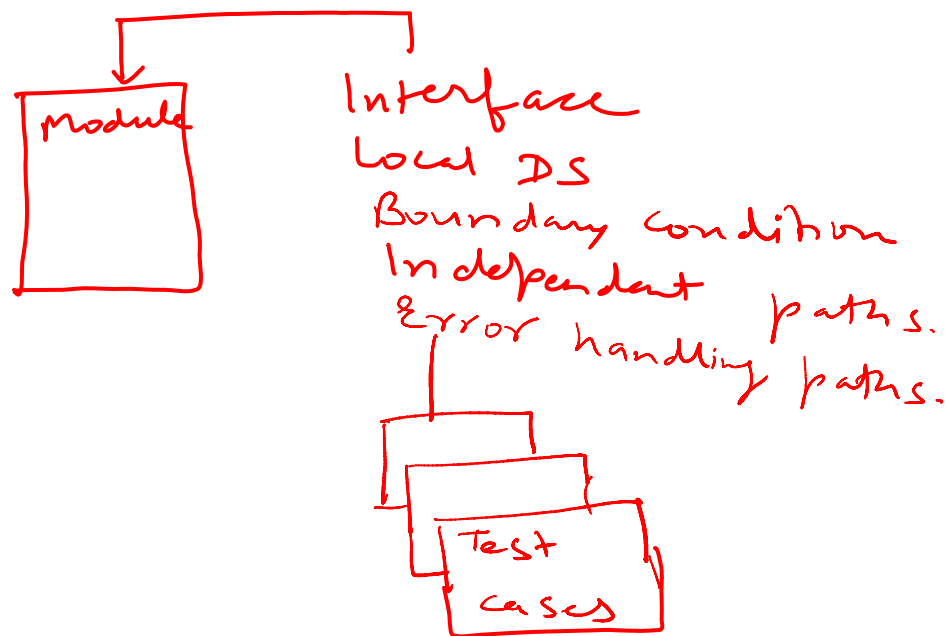 Module
Interface
Local DS
Boundary condition
Independent paths.
Error handling paths.
Test
cases